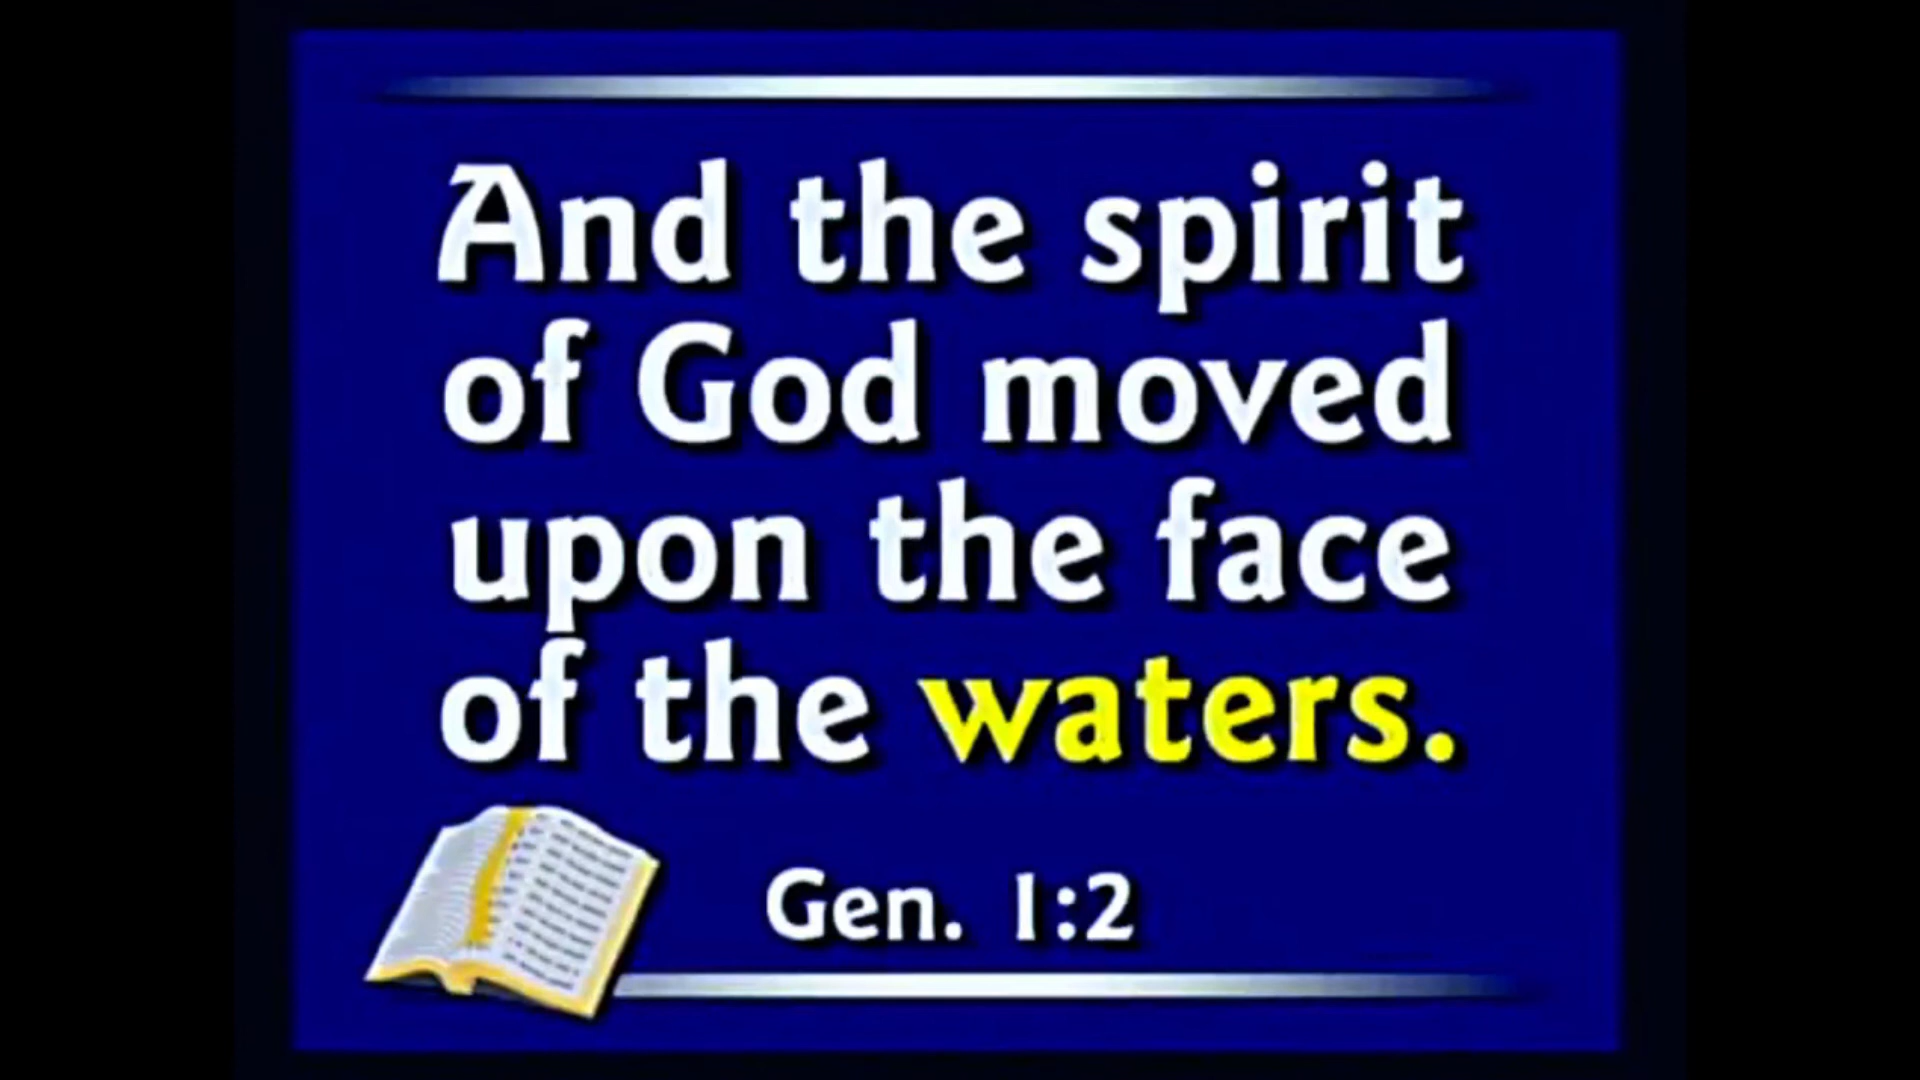 And the spirit
of God moved
upon the face
of the waters.
Gen. 1:2